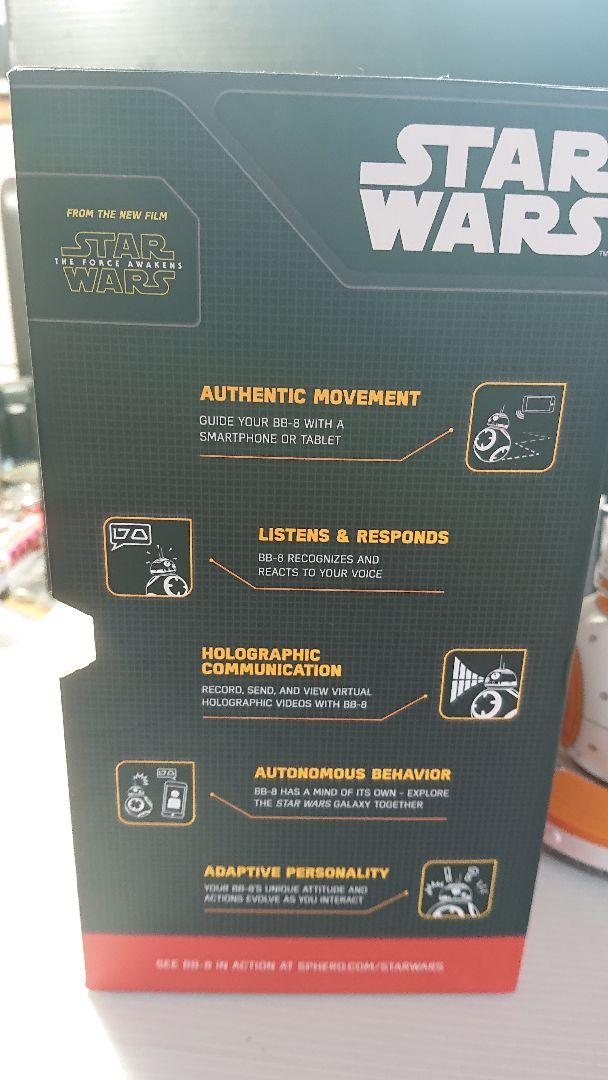 STAR
WARS
TM
FROM THE NEW FILM
STAR
THE FORCE AWAKENS
WARS
AUTHENTIC MOVEMENT
GUIDE YOUR BB-8 WITH A
SMARTPHONE OR TABLET
LISTENS & RESPONDS
BB-8 RECOGNIZES AND
REACTS TO YOUR VOICE
HOLOGRAPHIC
COMMUNICATION
RECORD, SEND, AND VIEW VIRTUAL
HOLOGRAPHIC VIDEOS WITH BB-8
AUTONOMOUS BEHAVIOR
BB-8 HAS A MIND OF ITS OWN - EXPLORE
THE STAR WARS GALAXY TOGETHER
ADAPTIVE PERSONALITY
YOUR BB-8'S UNIQUE ATTITUDE AND
ACTIONS EVOLVE AS YOU INTERACT
SEE BB-8 IN ACTION AT SPHERO.COM/STARWARS